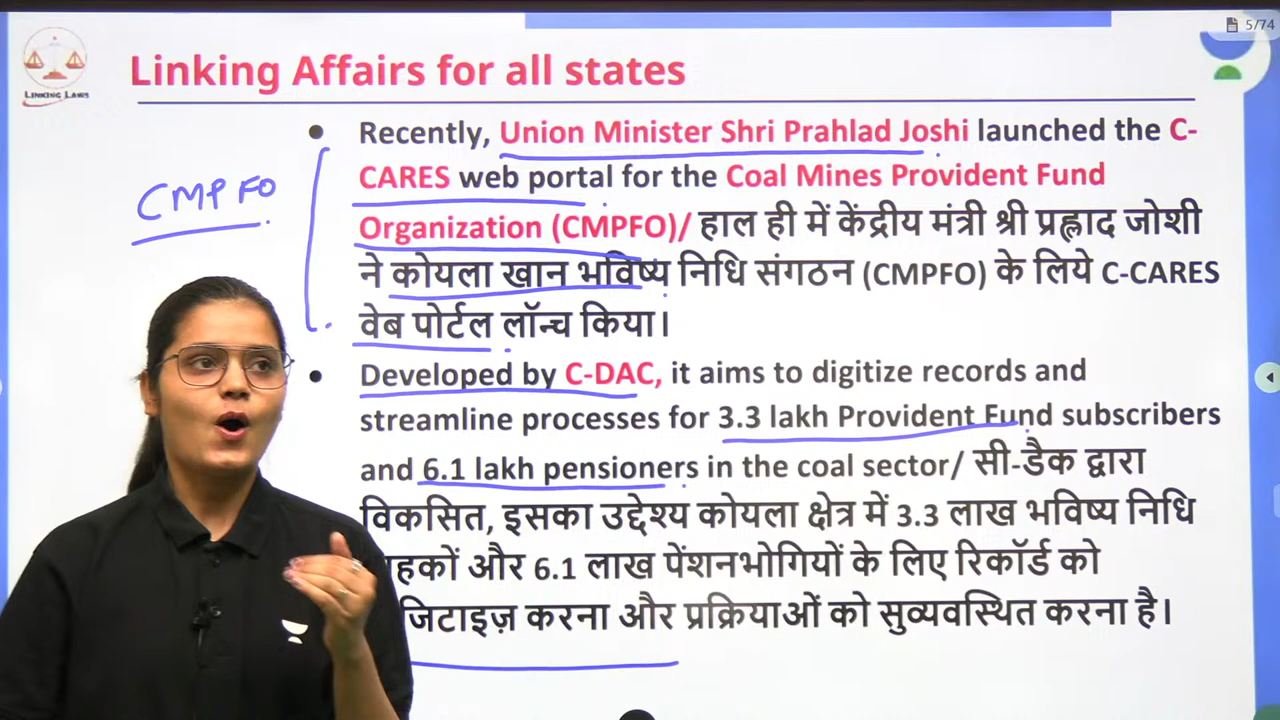 5/74
LINKING LAWS
Linking Affairs for all states
CMPFO
• Recently, Union Minister Shri Prahlad Joshi launched the C-
CARES web portal for the Coal Mines Provident Fund
Organization (CMPFO)/ हाल ही में केंद्रीय मंत्री श्री प्रह्लाद जोशी
ने कोयला खान भविष्य निधि संगठन (CMPFO) के लिये C-CARES
वेब पोर्टल लॉन्च किया।
• Developed by C-DAC, it aims to digitize records and
streamline processes for 3.3 lakh Provident Fund subscribers
and 6.1 lakh pensioners in the coal sector/ सी-डैक द्वारा
विकसित, इसका उद्देश्य कोयला क्षेत्र में 3.3 लाख भविष्य निधि
हकों और 6.1 लाख पेंशनभोगियों के लिए रिकॉर्ड को
जिटाइज़ करना और प्रक्रियाओं को सुव्यवस्थित करना है।